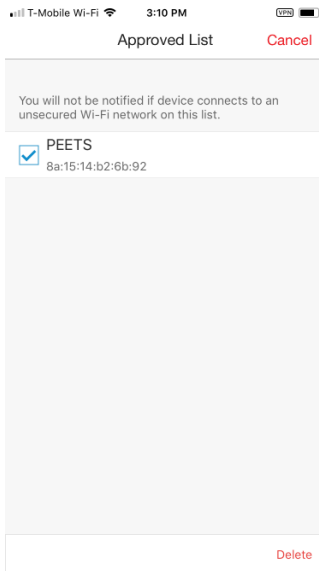 T-Mobile Wi-Fi 3:10 PM VPN
Approved List Cancel
You will not be notified if device connects to an
unsecured Wi-Fi network on this list.
PEETS
8a:15:14:b2:6b:92
Delete